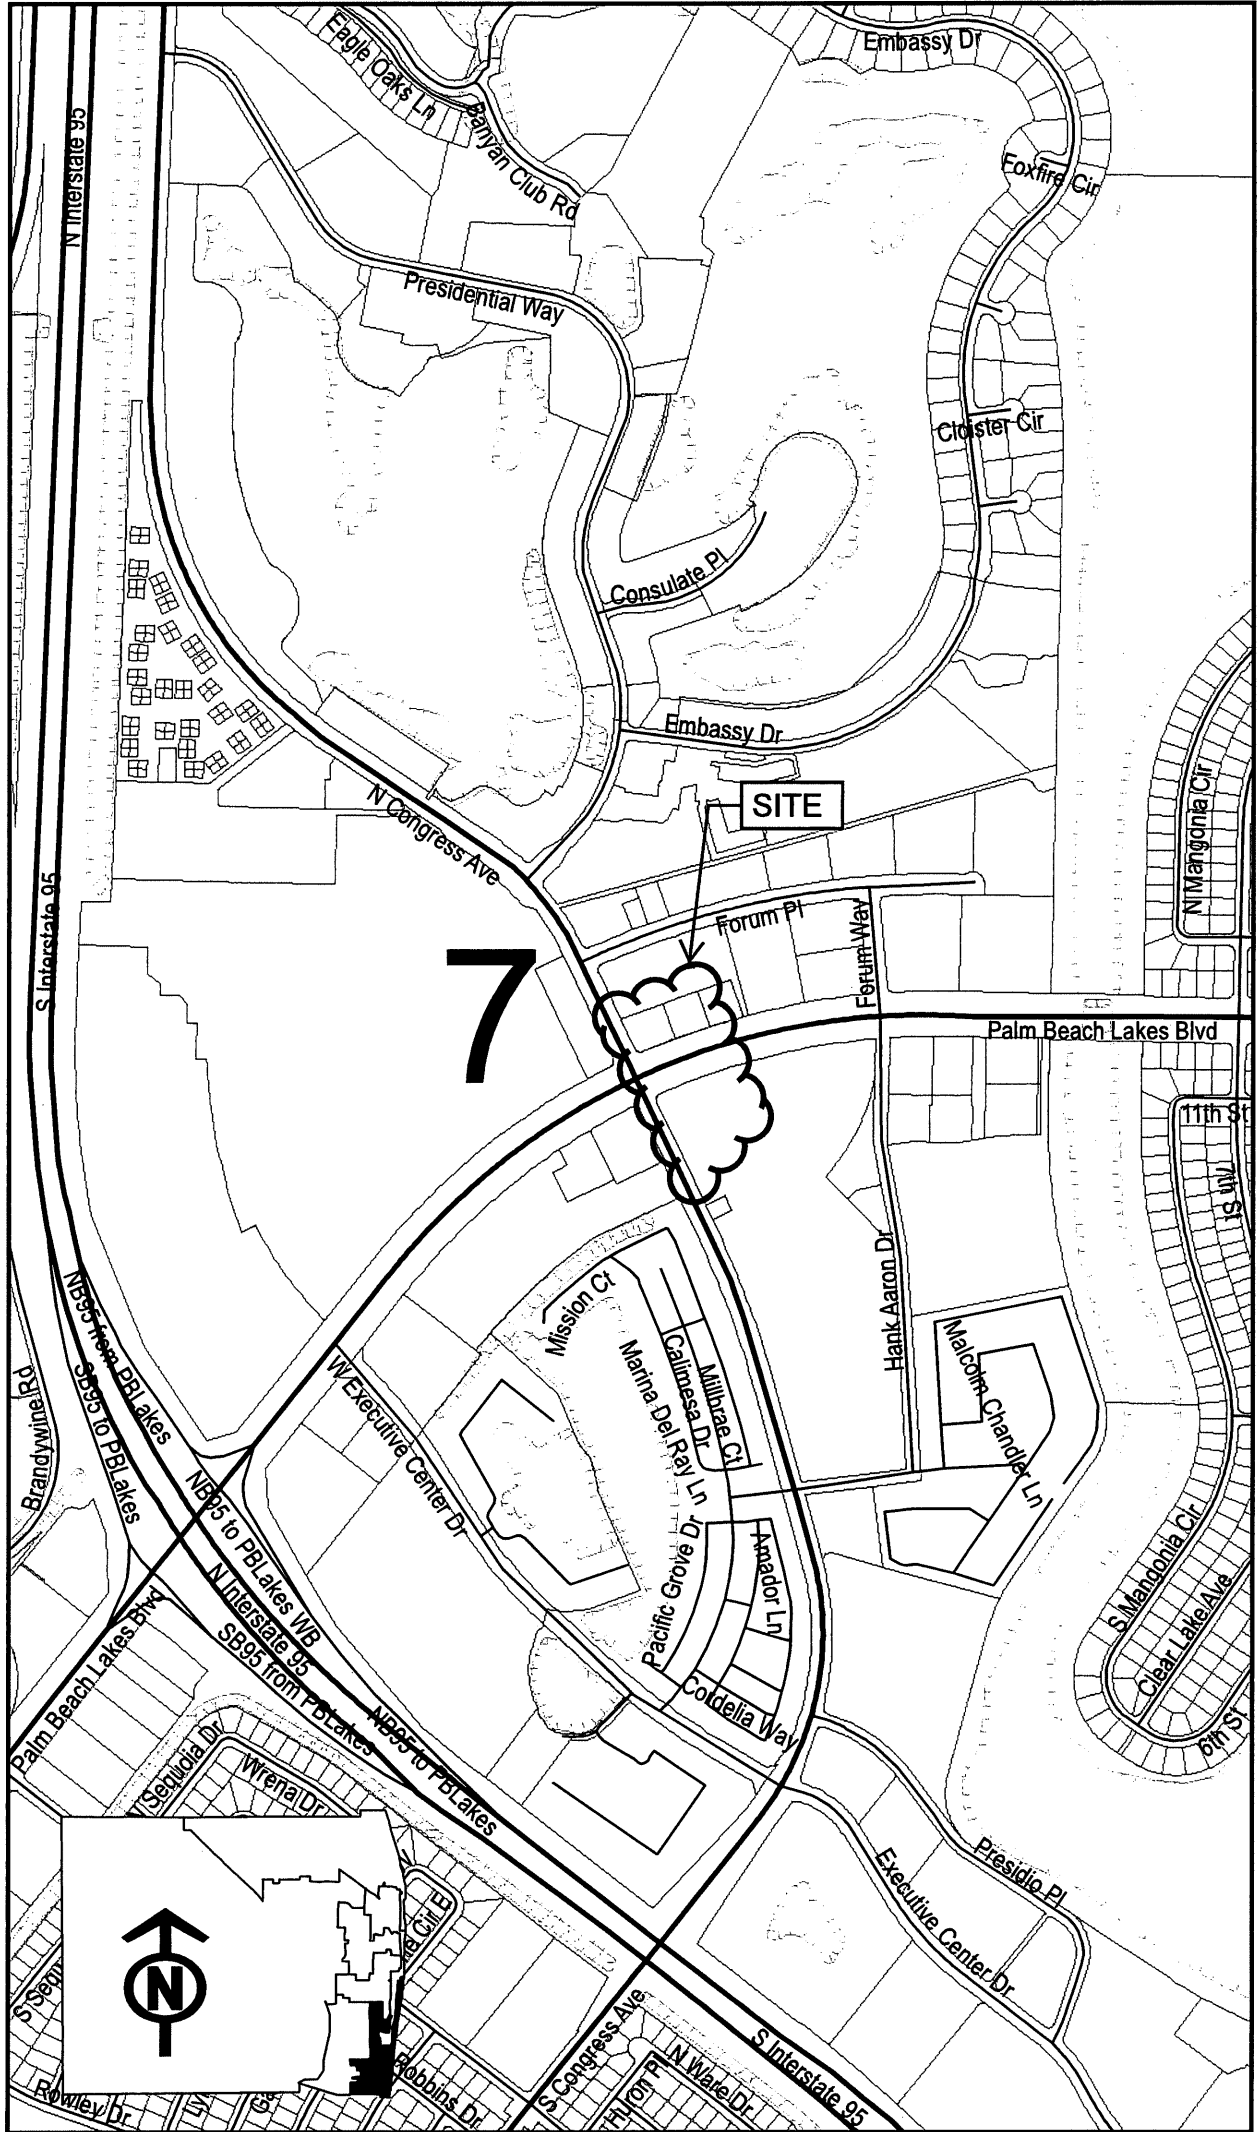 Embassy Dr
Eagle Oaks Ln
Banyan Club Rd
N Interstate 95
Foxfire Cir
Presidential Way
Cloister Cir
Consulate Pl
Embassy Dr
SITE
N Mangonia Cir
N Congress Ave
S Interstate 95
Forum Pl
Forum Way
7
Palm Beach Lakes Blvd
11th St
7th St
Hank Aaron Dr
NB95 from PBLakes
SB95 to PBLakes
Mission Ct
Calimesa Dr
Millbrae Ct
Marina Del Ray Ln
Malcolm Chandler Ln
W Executive Center Dr
Brandywine Rd
NB95 to PBLakes WB
N Interstate 95
SB95 from PBLakes
Pacific Grove Dr
Amador Ln
S Mandonia Cir
Clear Lake Ave
6th St
Cordelia Way
Palm Beach Lakes Blvd
NB95 to PBLakes
N Sequoia Dr
Wrena Dr
Presidio Pl
Executive Center Dr
Cir E
N
S Sequ
S Congress Ave
S Interstate 95
N Ware Dr
Huron Pl
Robbins Dr
Rowley Dr